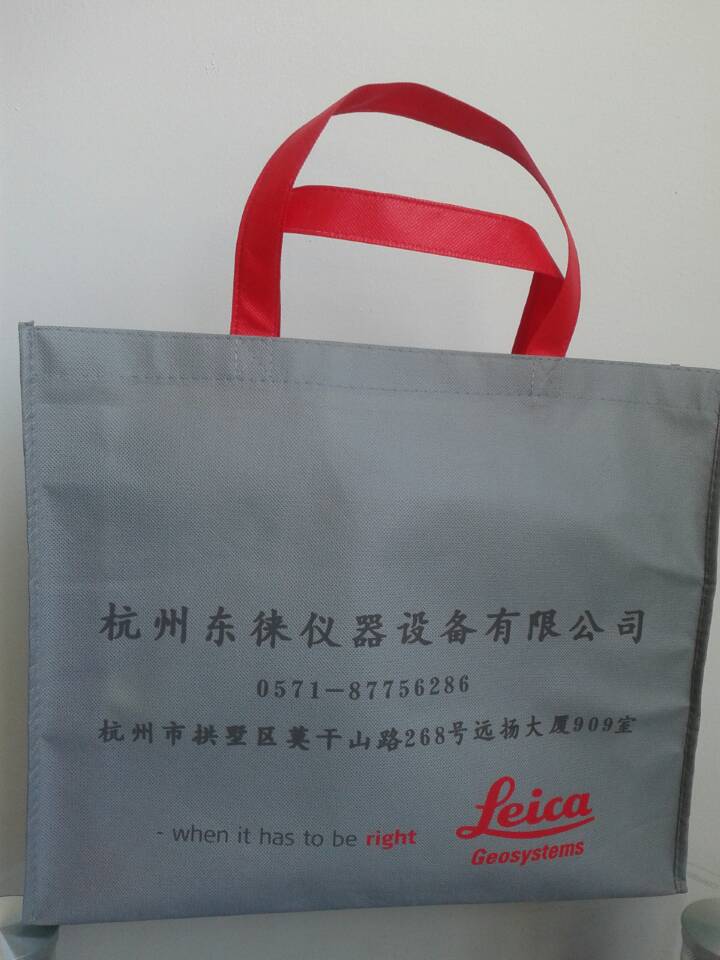 杭州东徕仪器设备有限公司
0571-87756286
杭州市拱墅区莫干山路268号远扬大厦909室
- when it has to be right
Leica
Geosystems